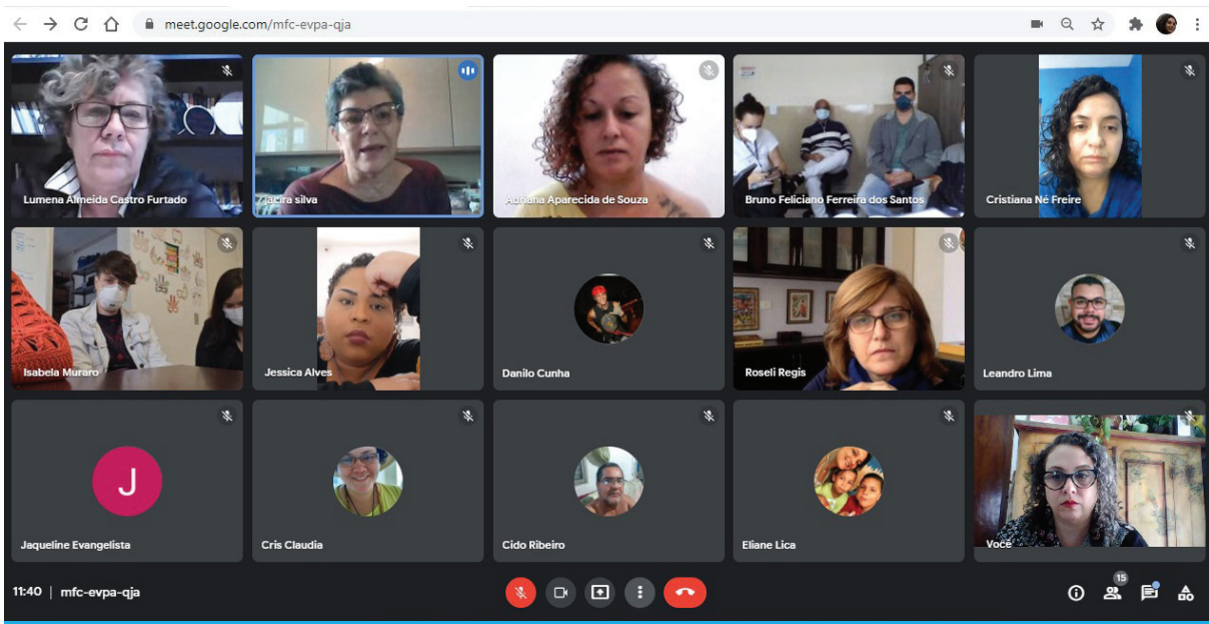 meet.google.com/mfc-evpa-qja
Lumena Almeida Castro Furtado
jacira silva
Adriana Aparecida de Souza
Bruno Feliciano Ferreira dos Santos
Cristiana Né Freire
Isabela Muraro
Jessica Alves
Danilo Cunha
Roseli Regis
Leandro Lima
J
Jaqueline Evangelista
Cris Claudia
Cido Ribeiro
Eliane Lica
Você
11:40 | mfc-evpa-qja
15